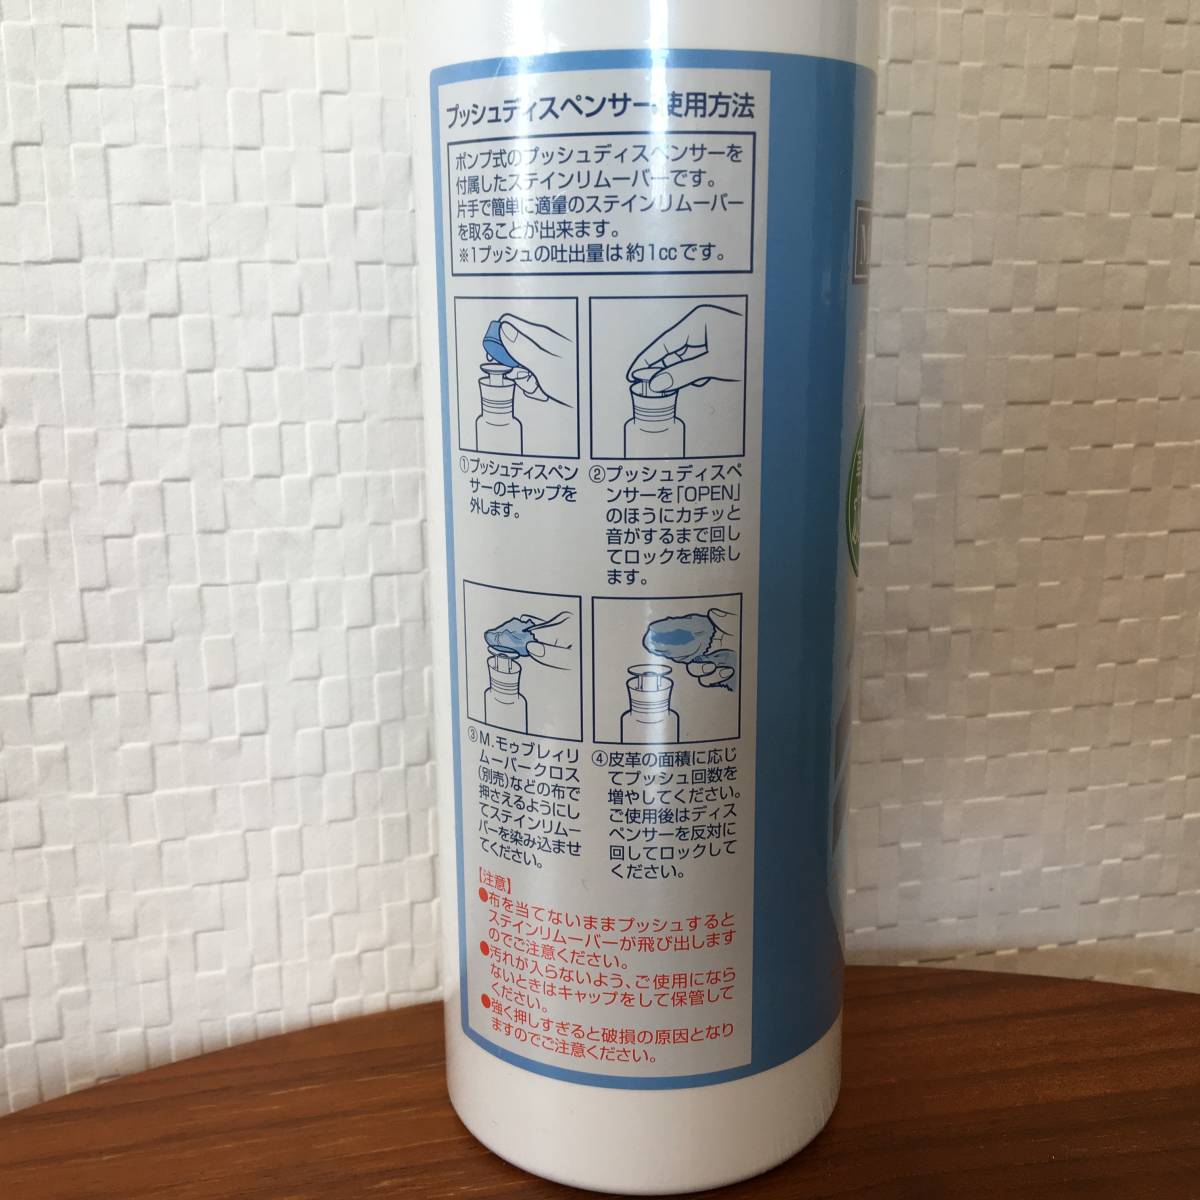 プッシュディスペンサー使用方法
ポンプ式のプッシュディスペンサーを
付属したステインリムーバーです。
片手で簡単に適量のステインリムーバー
を取ることが出来ます。
※1プッシュの吐出量は約1ccです。
①プッシュディスペン
サーのキャップを
外します。
②プッシュディスペ
ンサーを「OPEN」
のほうにカチッと
音がするまで回し
てロックを解除し
ます。
③M.モゥブレィリ
ムーバークロス
(別売)などの布で
押さえるようにし
てステインリムー
バーを染み込ませ
てください。
④皮革の面積に応じ
てプッシュ回数を
増やしてください。
ご使用後はディス
ペンサーを反対に
回してロックして
ください。
【注意】
●布を当てないままプッシュすると
ステインリムーバーが飛び出します
のでご注意ください。
●汚れが入らないよう、ご使用になら
ないときはキャップをして保管して
ください。
●強く押しすぎると破損の原因となり
ますのでご注意ください。